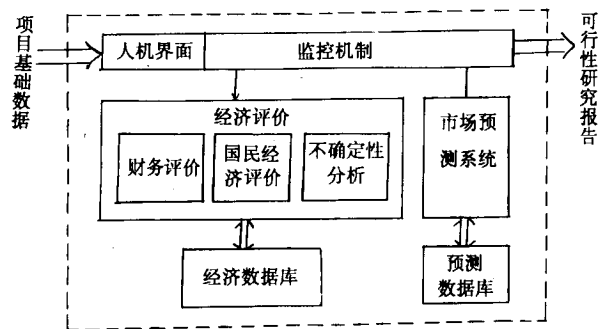 项目基础数据
人机界面
监控机制
可行性研究报告
经济评价
财务评价
国民经
济评价
不确定性
分析
市场预
测系统
经济数据库
预测
数据库